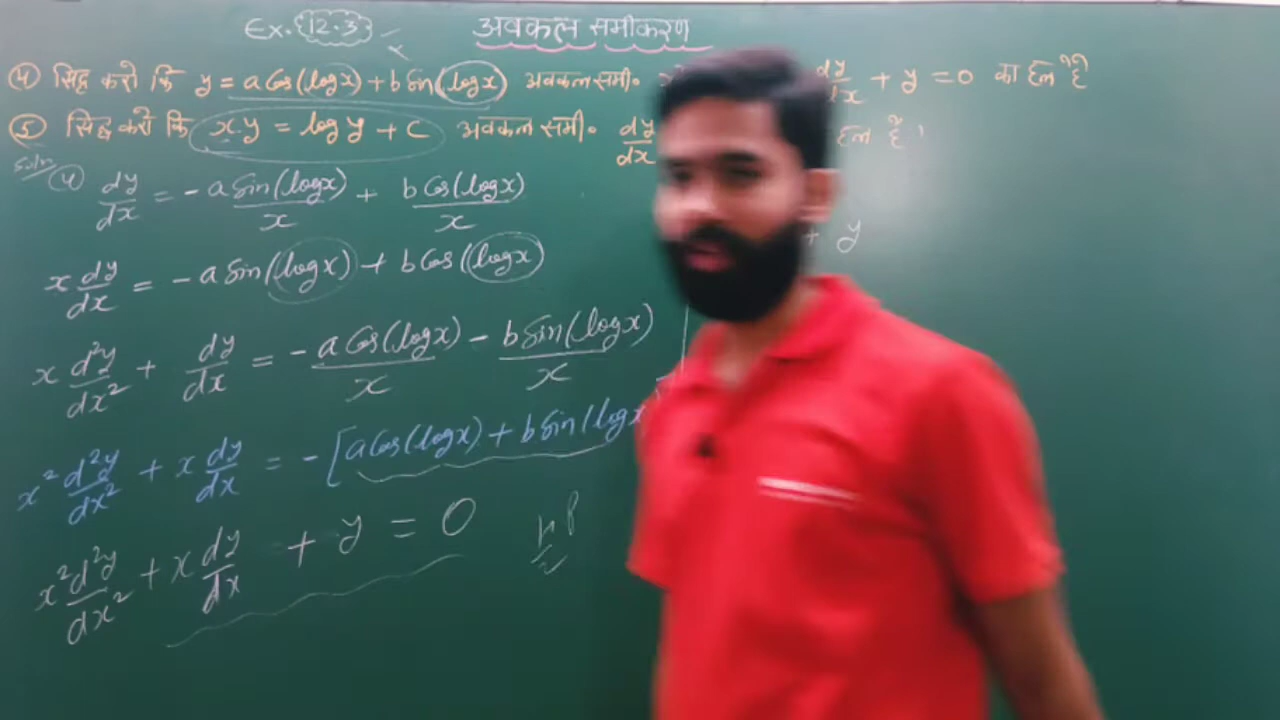 Ex. 12.3 अवकल समीकरण
(4) सिद्ध करो कि y = a Cos(log x) + b Sin(log x) अवकल समी० dy/dx + y = 0 का हल है
(5) सिद्ध करो कि xy = log y + C अवकल समी० dy/dx हल है ।
Soln (4) dy/dx = -a Sin(log x)/x + b Cos(log x)/x
+ y
x dy/dx = - a Sin(log x) + b Cos(log x)
x d²y/dx² + dy/dx = - a Cos(log x)/x - b Sin(log x)/x
x² d²y/dx² + x dy/dx = - [a Cos(log x) + b Sin(log x
x² d²y/dx² + x dy/dx + y = 0